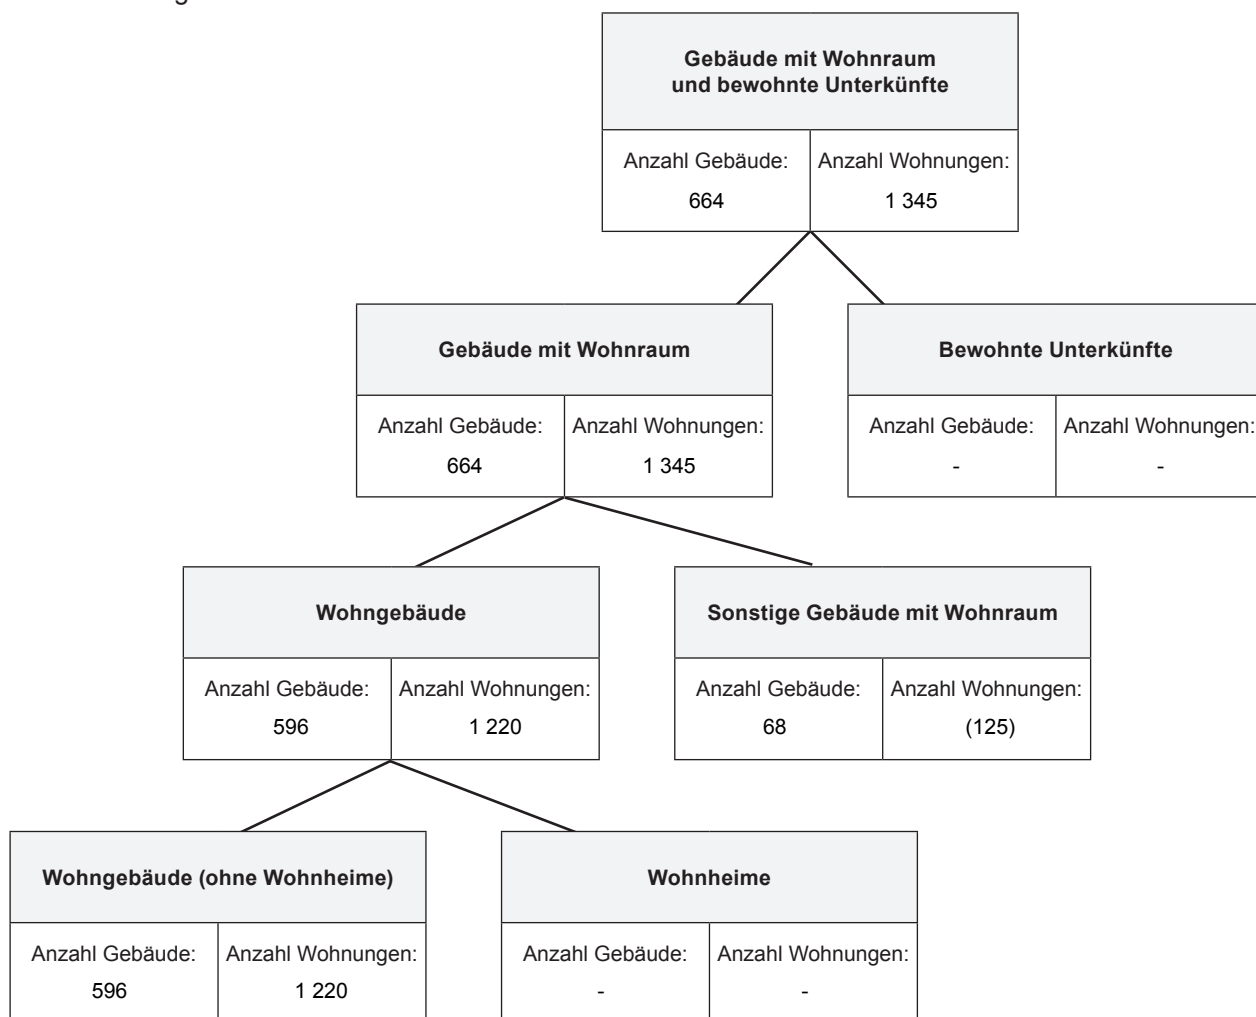 Gebäude mit Wohnraum
und bewohnte Unterkünfte
Anzahl Gebäude: Anzahl Wohnungen:
664 1 345
Gebäude mit Wohnraum
Anzahl Gebäude: Anzahl Wohnungen:
664 1 345
Bewohnte Unterkünfte
Anzahl Gebäude: Anzahl Wohnungen:
- -
Wohngebäude
Anzahl Gebäude: Anzahl Wohnungen:
596 1 220
Sonstige Gebäude mit Wohnraum
Anzahl Gebäude: Anzahl Wohnungen:
68 (125)
Wohngebäude (ohne Wohnheime)
Anzahl Gebäude: Anzahl Wohnungen:
596 1 220
Wohnheime
Anzahl Gebäude: Anzahl Wohnungen:
- -